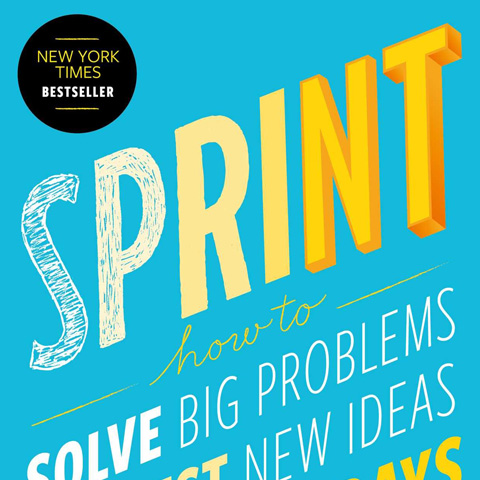 NEW YORK
TIMES
BESTSELLER
SPRINT
how to
SOLVE BIG PROBLEMS
NEW IDEAS